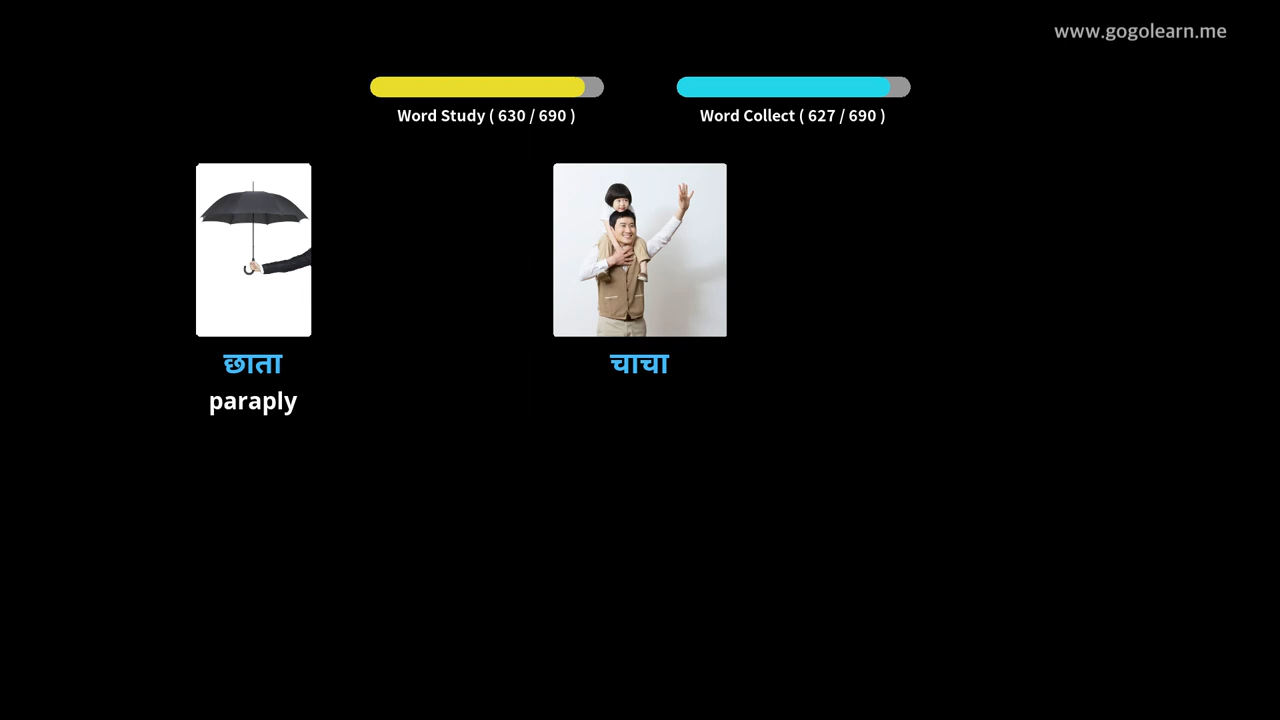 www.gogolearn.me
Word Study ( 630 / 690 )
Word Collect ( 627 / 690 )
छाता
paraply
चाचा